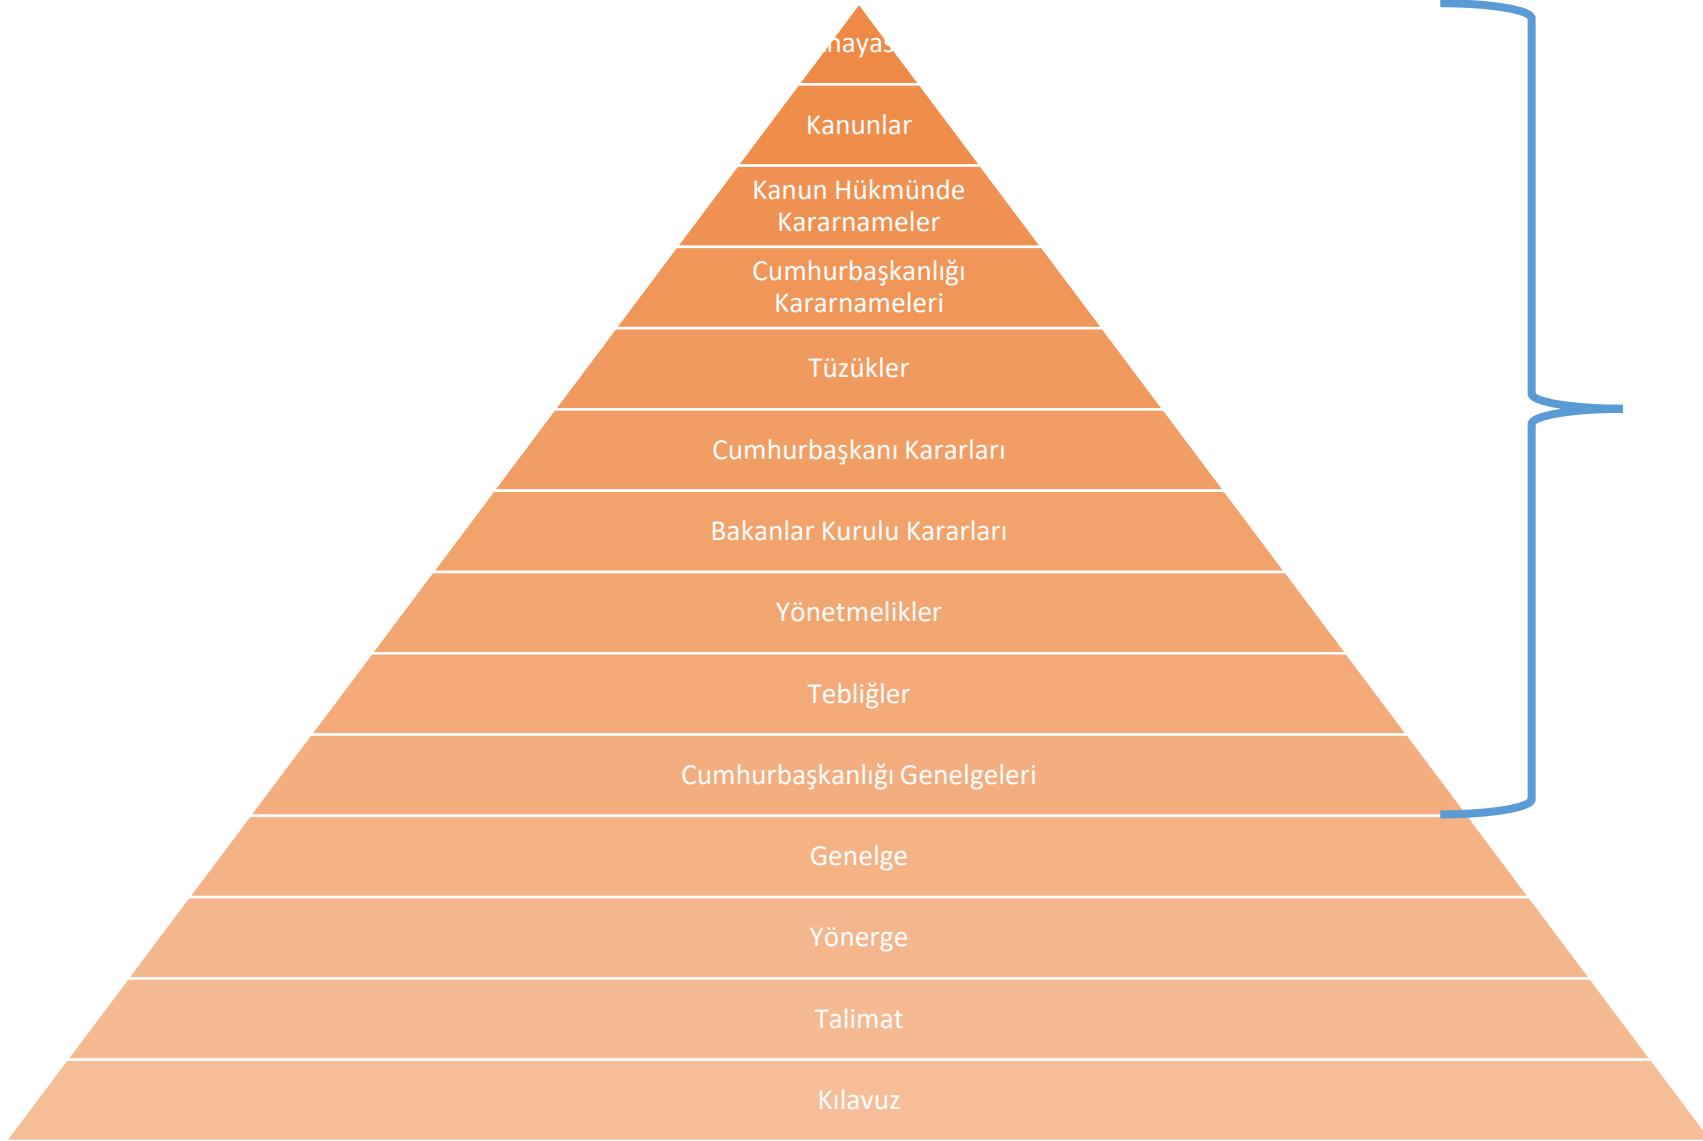 nayas
Kanunlar
Kanun Hükmünde
Kararnameler
Cumhurbaşkanlığı
Kararnameleri
Tüzükler
Cumhurbaşkanı Kararları
Bakanlar Kurulu Kararları
Yönetmelikler
Tebliğler
Cumhurbaşkanlığı Genelgeleri
Genelge
Yönerge
Talimat
Kılavuz